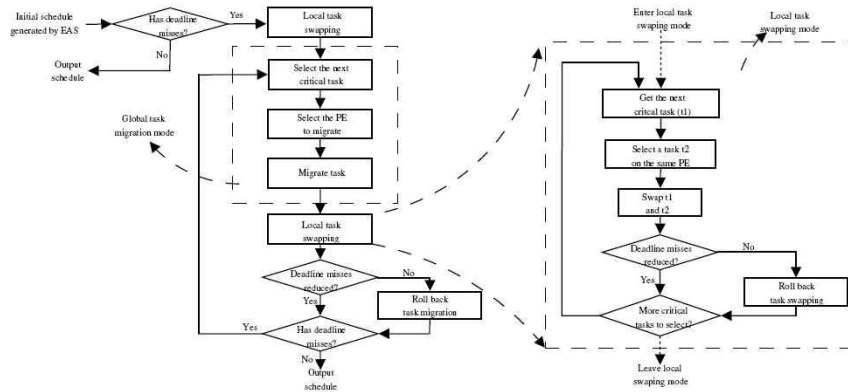 Initial schedule
generated by EAS
Has deadline
misses?
Yes
No
Output
schedule
Local task
swapping
Select the next
critical task
Select the PE
to migrate
Migrate task
Global task
migration mode
Local task
swapping
Deadline misses
reduced?
No
Yes
Roll back
task migration
Has deadline
misses?
Yes
No
Output
schedule
Enter local task
swaping mode
Local task
swapping mode
Get the next
critcal task (t1)
Select a task t2
on the same PE
Swap t1
and t2
Deadline misses
reduced?
No
Yes
Roll back
task swapping
More critical
tasks to select?
Leave local
swaping mode